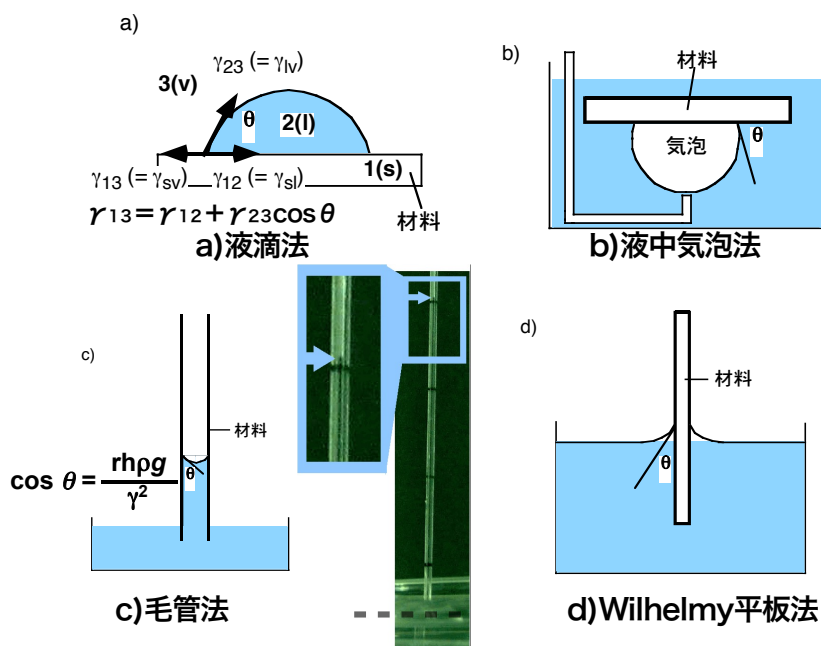 a)
γ23 (= γlv)
3(v)
θ
2(l)
1(s)
γ13 (= γsv)
γ12 (= γsl)
材料
γ13=γ12+γ23cos θ
a)液滴法
b)
材料
気泡
θ
b)液中気泡法
c)
材料
θ
cos θ = rhρg
γ2
c)毛管法
d)
材料
θ
d)Wilhelmy平板法